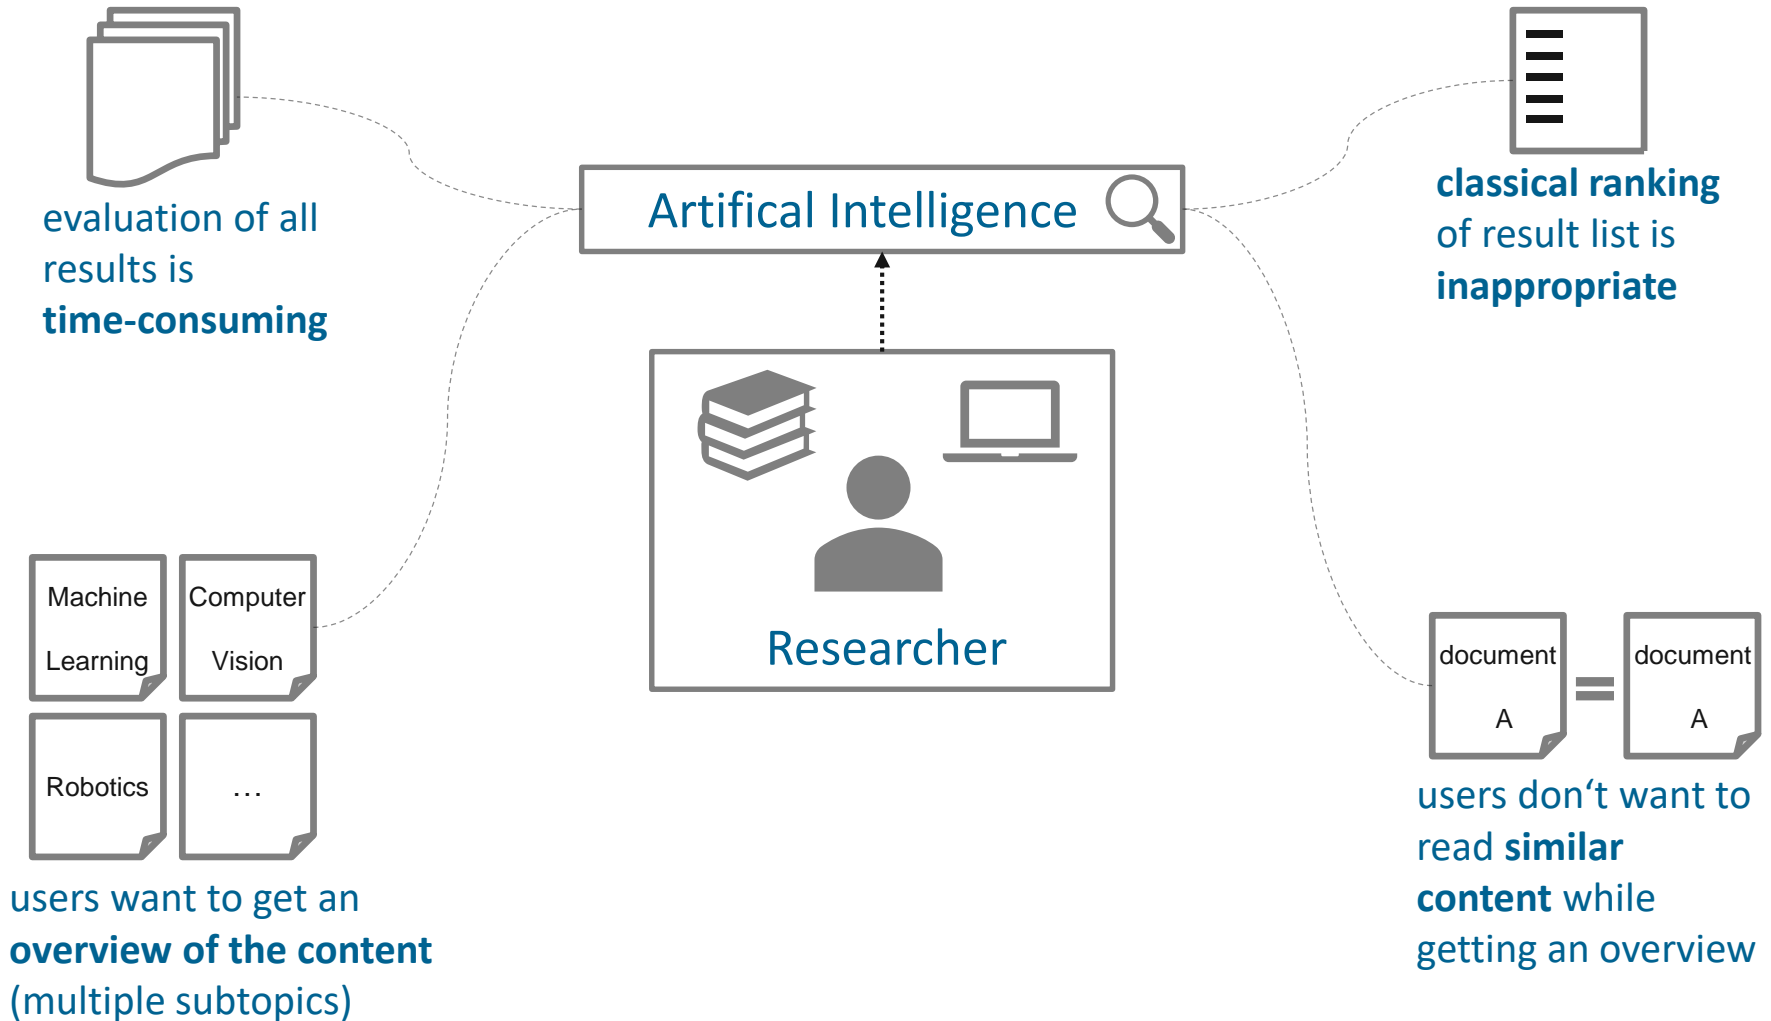 evaluation of all
results is
time-consuming
Artifical Intelligence
classical ranking
of result list is
inappropriate
Researcher
Machine
Learning
Computer
Vision
Robotics
...
users want to get an
overview of the content
(multiple subtopics)
document
A
=
document
A
users don‘t want to
read similar
content while
getting an overview